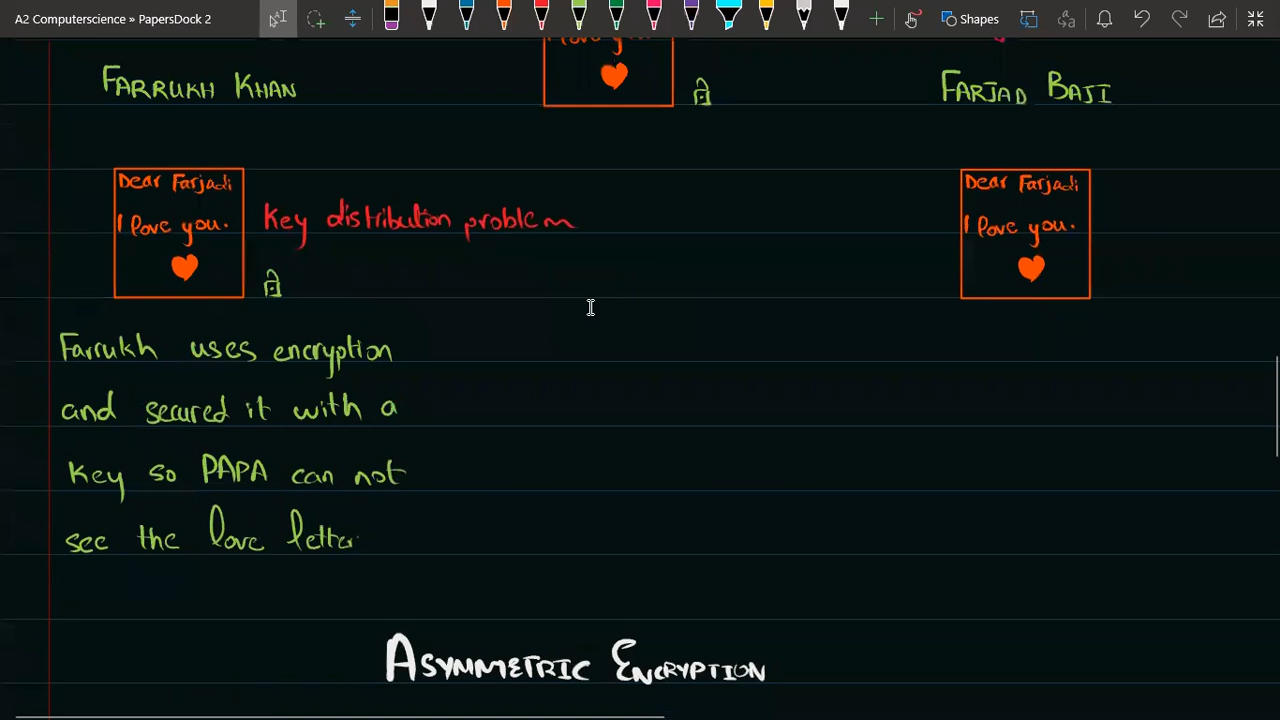 A2 Computerscience » PapersDock 2
Shapes
I love you.
FARRUKH KHAN
FARJAD BAJI
Dear Farjadi
I love you.
Key distribution problem
Dear Farjadi
I love you.
Farrukh uses encryption
and secured it with a
key so PAPA can not
see the love letter
ASYMMETRIC ENCRYPTION